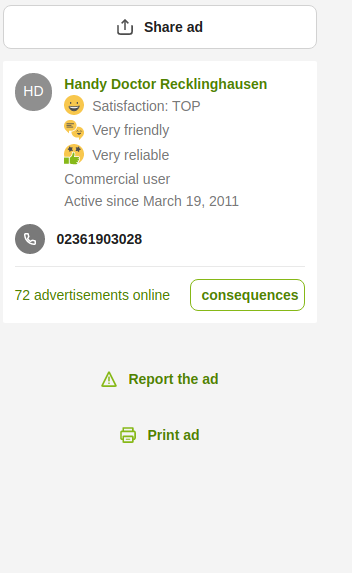 Share ad
HD
Handy Doctor Recklinghausen
Satisfaction: TOP
Very friendly
Very reliable
Commercial user
Active since March 19, 2011
02361903028
72 advertisements online
consequences
Report the ad
Print ad